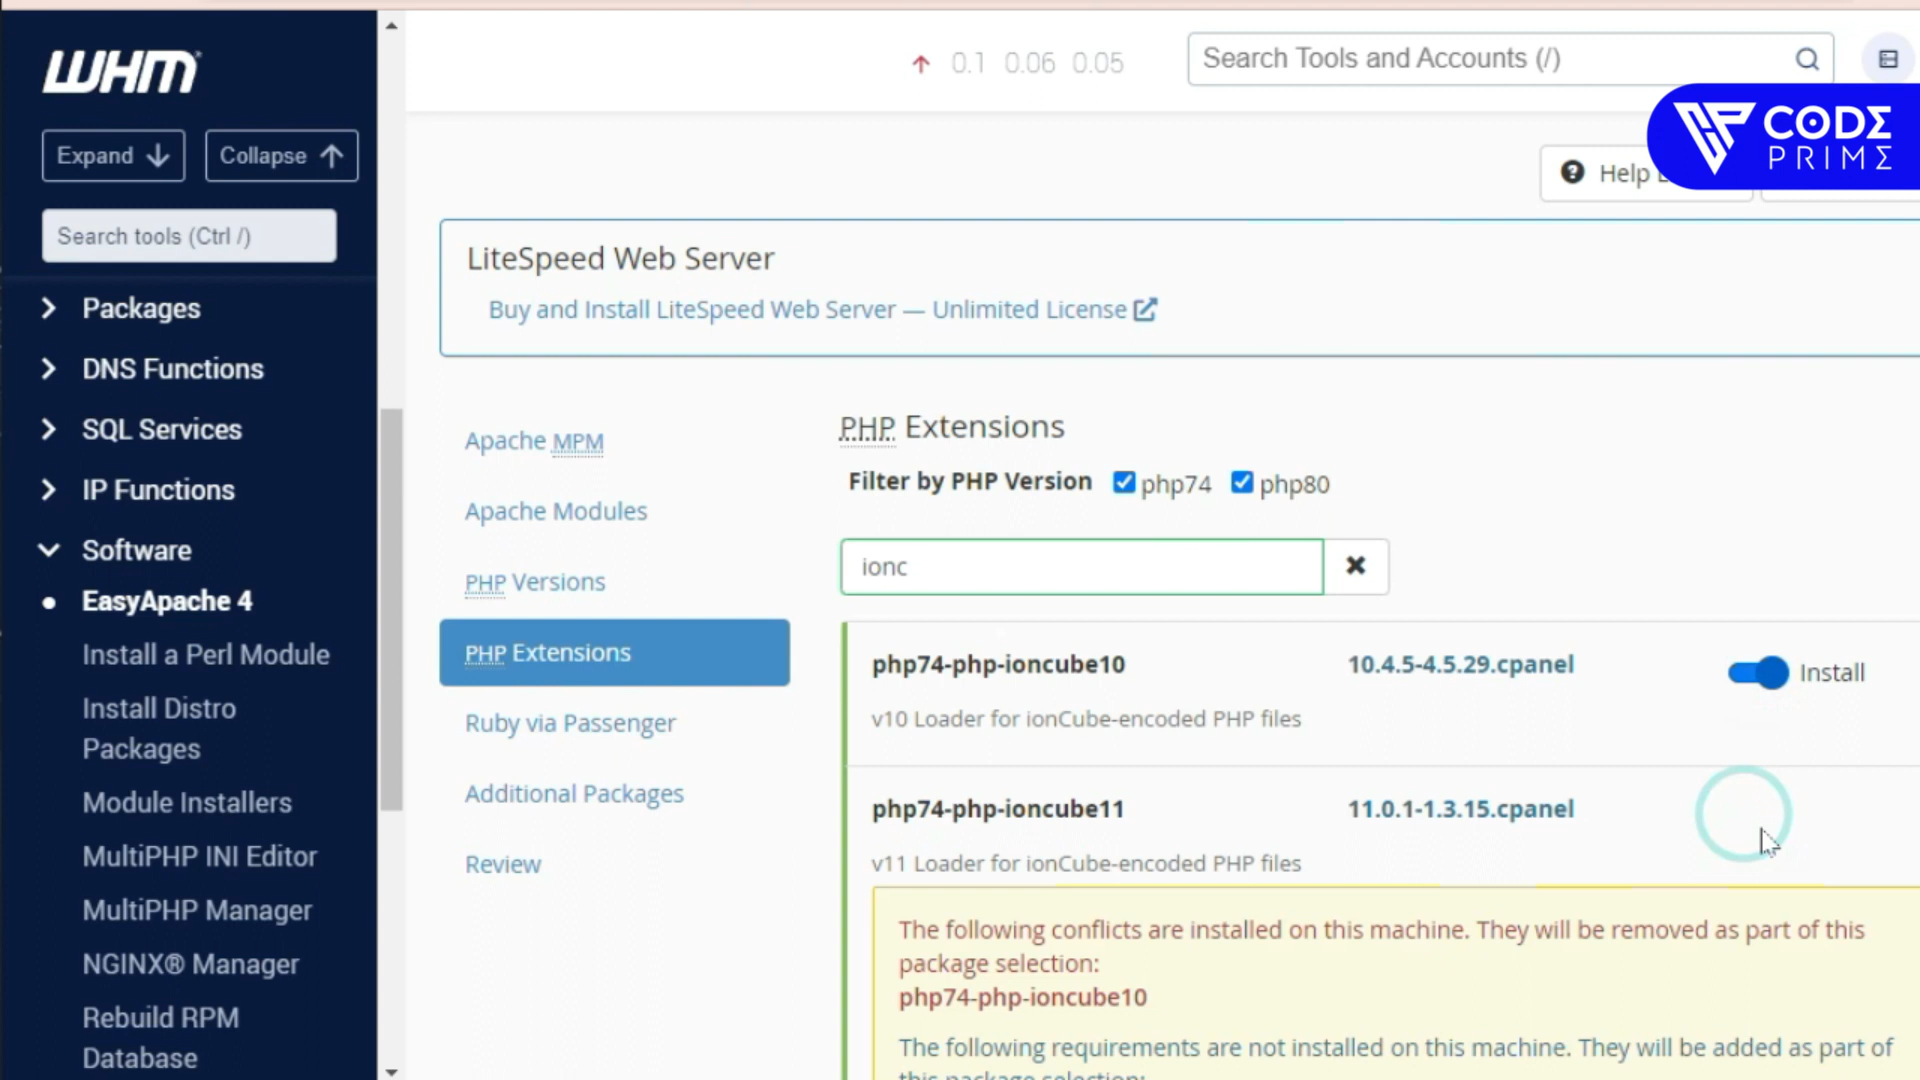 WHM
0.1 0.06 0.05
Search Tools and Accounts (/)
CODΣ
PRIMΣ
Expand
Collapse
Help
Search tools (Ctrl /)
Packages
DNS Functions
SQL Services
IP Functions
Software
EasyApache 4
Install a Perl Module
Install Distro
Packages
Module Installers
MultiPHP INI Editor
MultiPHP Manager
NGINX® Manager
Rebuild RPM
Database
LiteSpeed Web Server
Buy and Install LiteSpeed Web Server — Unlimited License
Apache MPM
Apache Modules
PHP Versions
PHP Extensions
Ruby via Passenger
Additional Packages
Review
PHP Extensions
Filter by PHP Version php74 php80
ionc
php74-php-ioncube10 10.4.5-4.5.29.cpanel Install
v10 Loader for ionCube-encoded PHP files
php74-php-ioncube11 11.0.1-1.3.15.cpanel
v11 Loader for ionCube-encoded PHP files
The following conflicts are installed on this machine. They will be removed as part of this
package selection:
php74-php-ioncube10
The following requirements are not installed on this machine. They will be added as part of
this package selection: